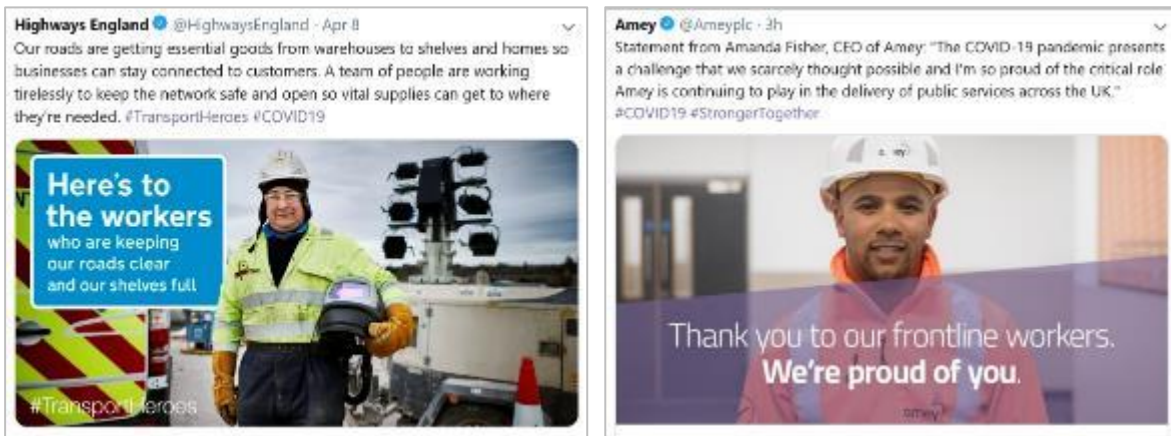 Highways England @HighwaysEngland · Apr 8
Our roads are getting essential goods from warehouses to shelves and homes so
businesses can stay connected to customers. A team of people are working
tirelessly to keep the network safe and open so vital supplies can get to where
they're needed. #TransportHeroes #COVID19
Here's to
the workers
who are keeping
our roads clear
and our shelves full
#TransportHeroes
Amey @Ameyplc · 3h
Statement from Amanda Fisher, CEO of Amey: "The COVID-19 pandemic presents
a challenge that we scarcely thought possible and I'm so proud of the critical role
Amey is continuing to play in the delivery of public services across the UK."
#COVID19 #StrongerTogether
Thank you to our frontline workers.
We're proud of you.
amey